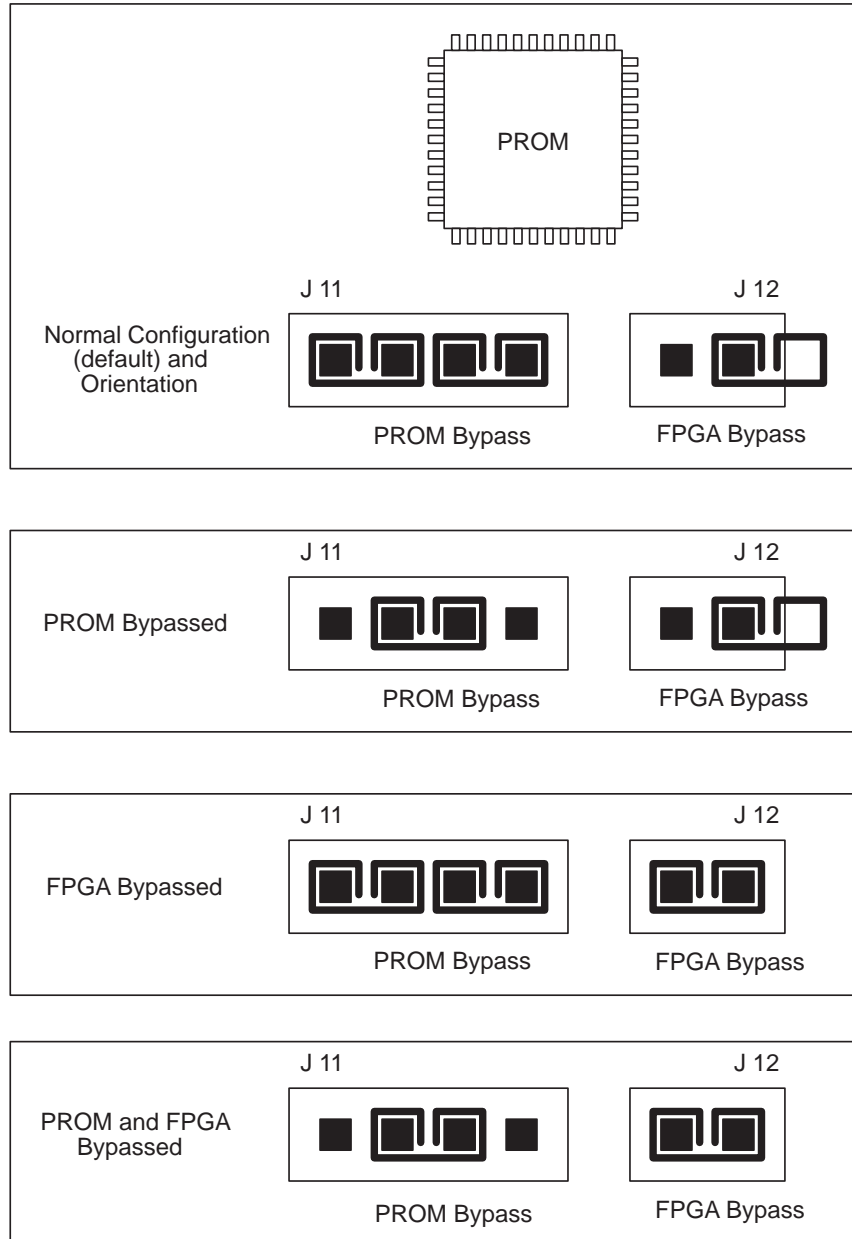 PROM
J 11
J 12
Normal Configuration
(default) and
Orientation
PROM Bypass
FPGA Bypass
J 11
J 12
PROM Bypassed
PROM Bypass
FPGA Bypass
J 11
J 12
FPGA Bypassed
PROM Bypass
FPGA Bypass
J 11
J 12
PROM and FPGA
Bypassed
PROM Bypass
FPGA Bypass